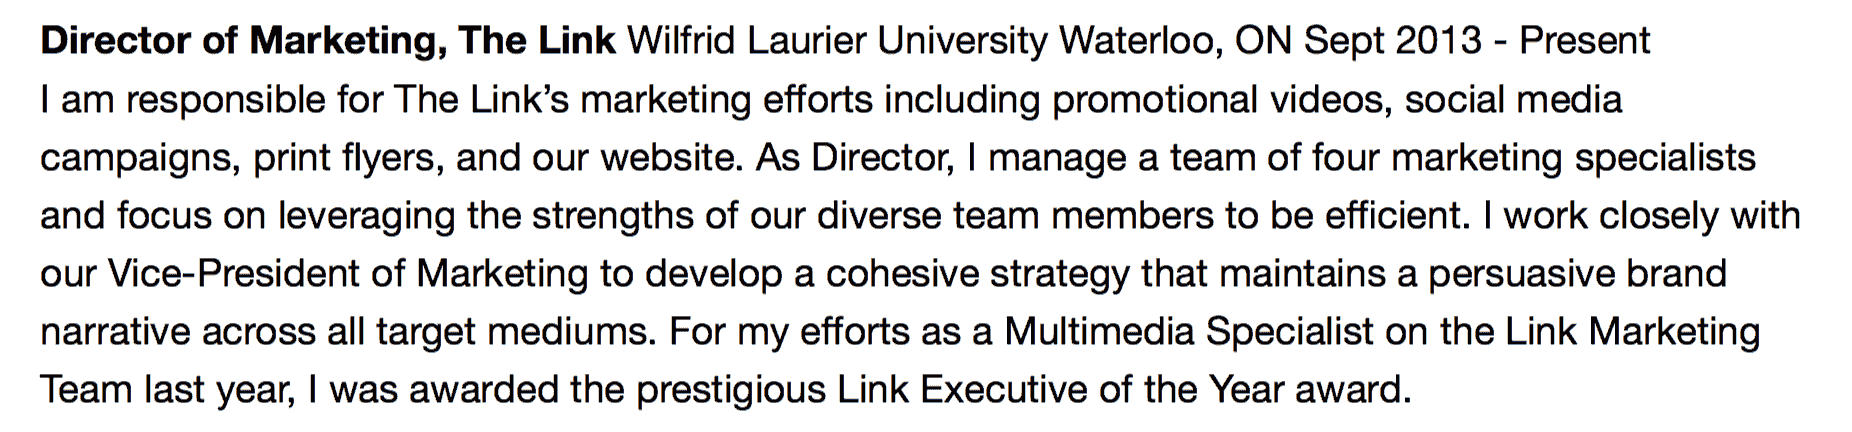 Director of Marketing, The Link Wilfrid Laurier University Waterloo, ON Sept 2013 - Present
I am responsible for The Link’s marketing efforts including promotional videos, social media
campaigns, print flyers, and our website. As Director, I manage a team of four marketing specialists
and focus on leveraging the strengths of our diverse team members to be efficient. I work closely with
our Vice-President of Marketing to develop a cohesive strategy that maintains a persuasive brand
narrative across all target mediums. For my efforts as a Multimedia Specialist on the Link Marketing
Team last year, I was awarded the prestigious Link Executive of the Year award.